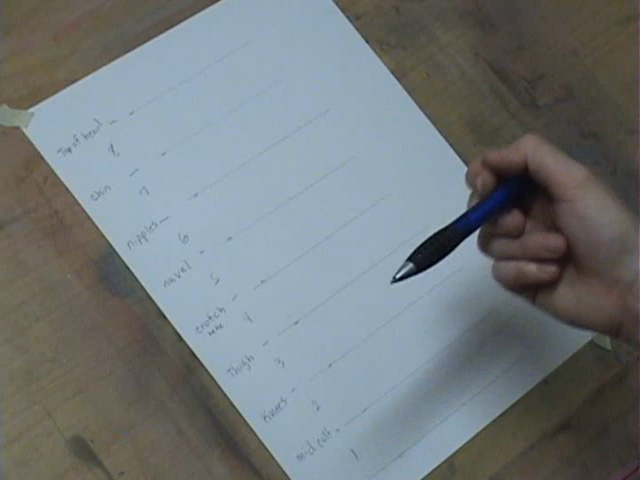 Top of head
8
chin
7
nipples
6
navel
5
crotch
4
Thigh
3
Knees
2
mid calf
1